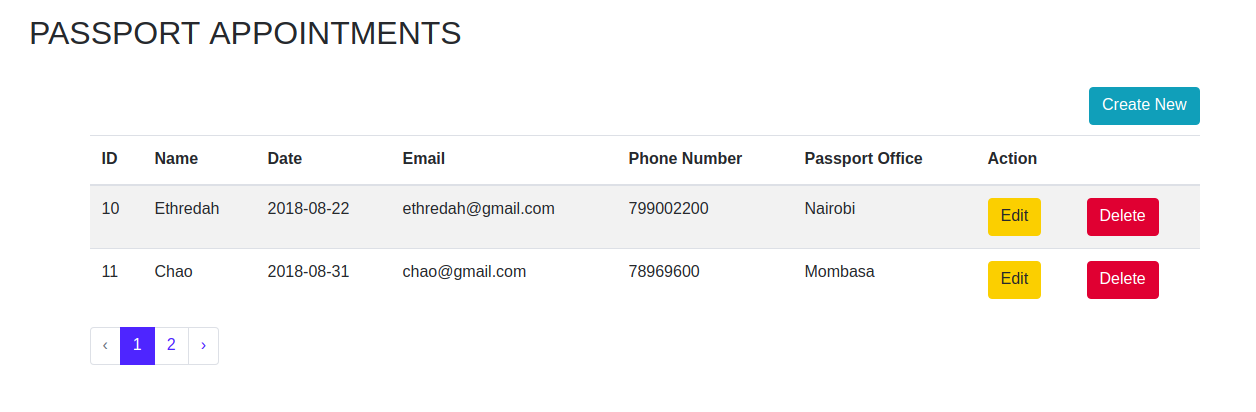 PASSPORT APPOINTMENTS
Create New
ID Name Date Email Phone Number Passport Office Action
10 Ethredah 2018-08-22 ethredah@gmail.com 799002200 Nairobi Edit Delete
11 Chao 2018-08-31 chao@gmail.com 78969600 Mombasa Edit Delete
‹ 1 2 ›